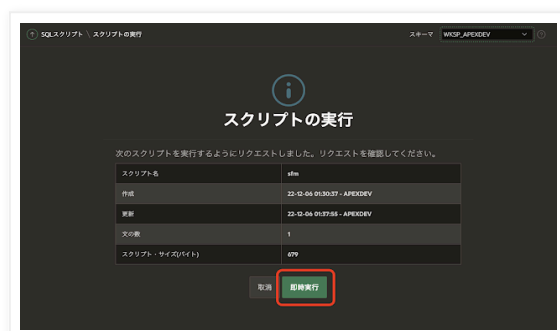 SQLスクリプト \ スクリプトの実行
スキーマ WKSP_APEXDEV
スクリプトの実行
次のスクリプトを実行するようにリクエストしました。リクエストを確認してください。
スクリプト名 sfm
作成 22-12-06 01:30:37 - APEXDEV
更新 22-12-06 01:37:55 - APEXDEV
文の数 1
スクリプト・サイズ(バイト) 679
取消 即時実行